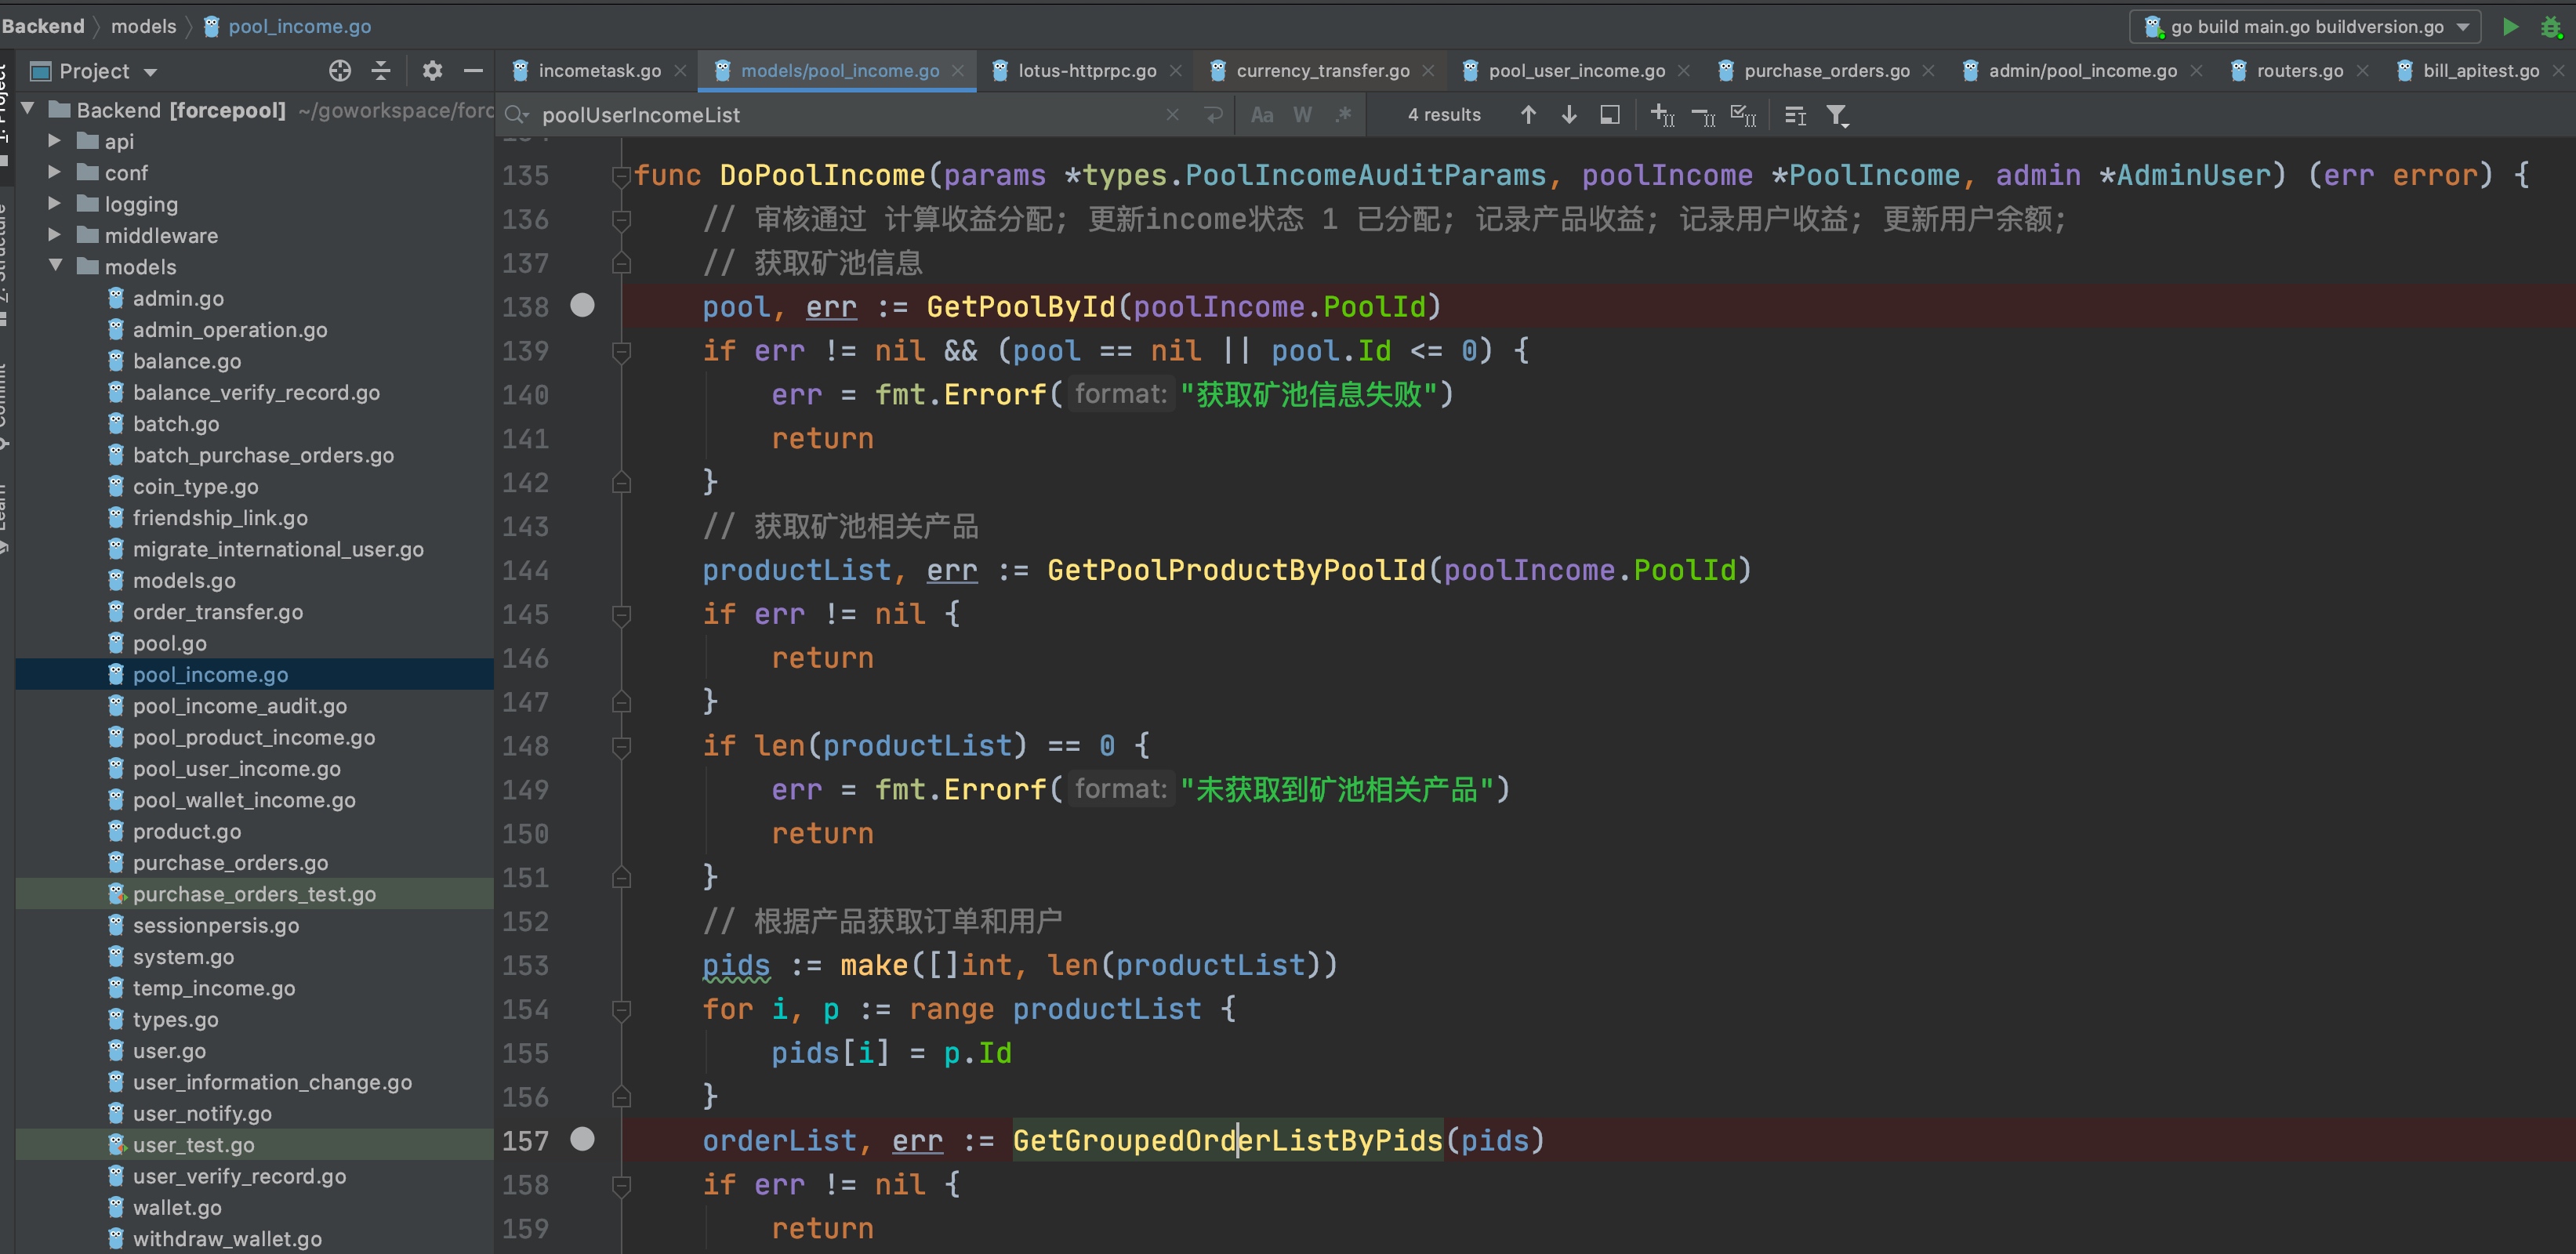 Backend models pool_income.go go build main.go buildversion.go
Project incometask.go models/pool_income.go lotus-httprpc.go currency_transfer.go pool_user_income.go purchase_orders.go admin/pool_income.go routers.go bill_apitest.go
poolUserIncomeList Aa W .* 4 results
Backend [forcepool] ~/goworkspace/forc
api
conf
logging
middleware
models
admin.go
admin_operation.go
balance.go
balance_verify_record.go
batch.go
batch_purchase_orders.go
coin_type.go
friendship_link.go
migrate_international_user.go
models.go
order_transfer.go
pool.go
pool_income.go
pool_income_audit.go
pool_product_income.go
pool_user_income.go
pool_wallet_income.go
product.go
purchase_orders.go
purchase_orders_test.go
sessionpersis.go
system.go
temp_income.go
types.go
user.go
user_information_change.go
user_notify.go
user_test.go
user_verify_record.go
wallet.go
withdraw_wallet.go
135 func DoPoolIncome(params *types.PoolIncomeAuditParams, poolIncome *PoolIncome, admin *AdminUser) (err error) {
136 // 审核通过 计算收益分配; 更新income状态 1 已分配; 记录产品收益; 记录用户收益; 更新用户余额;
137 // 获取矿池信息
138 pool, err := GetPoolById(poolIncome.PoolId)
139 if err != nil && (pool == nil || pool.Id <= 0) {
140 err = fmt.Errorf( format: "获取矿池信息失败")
141 return
142 }
143 // 获取矿池相关产品
144 productList, err := GetPoolProductByPoolId(poolIncome.PoolId)
145 if err != nil {
146 return
147 }
148 if len(productList) == 0 {
149 err = fmt.Errorf( format: "未获取到矿池相关产品")
150 return
151 }
152 // 根据产品获取订单和用户
153 pids := make([]int, len(productList))
154 for i, p := range productList {
155 pids[i] = p.Id
156 }
157 orderList, err := GetGroupedOrderListByPids(pids)
158 if err != nil {
159 return